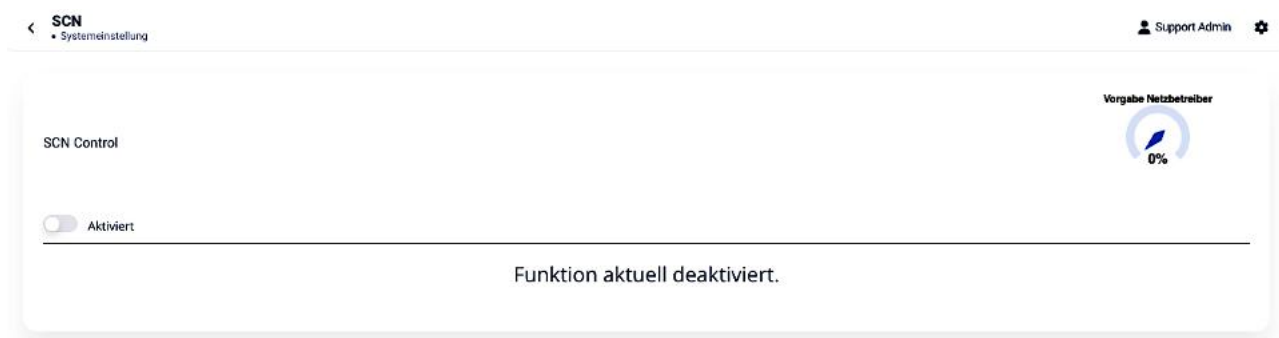 SCN
• Systemeinstellung
Support Admin
Vorgabe Netzbetreiber
SCN Control
0%
Aktiviert
Funktion aktuell deaktiviert.